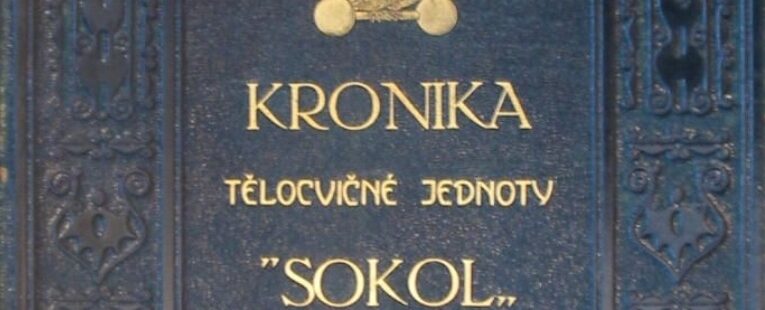 KRONIKA
TĚLOCVIČNÉ JEDNOTY
"SOKOL„